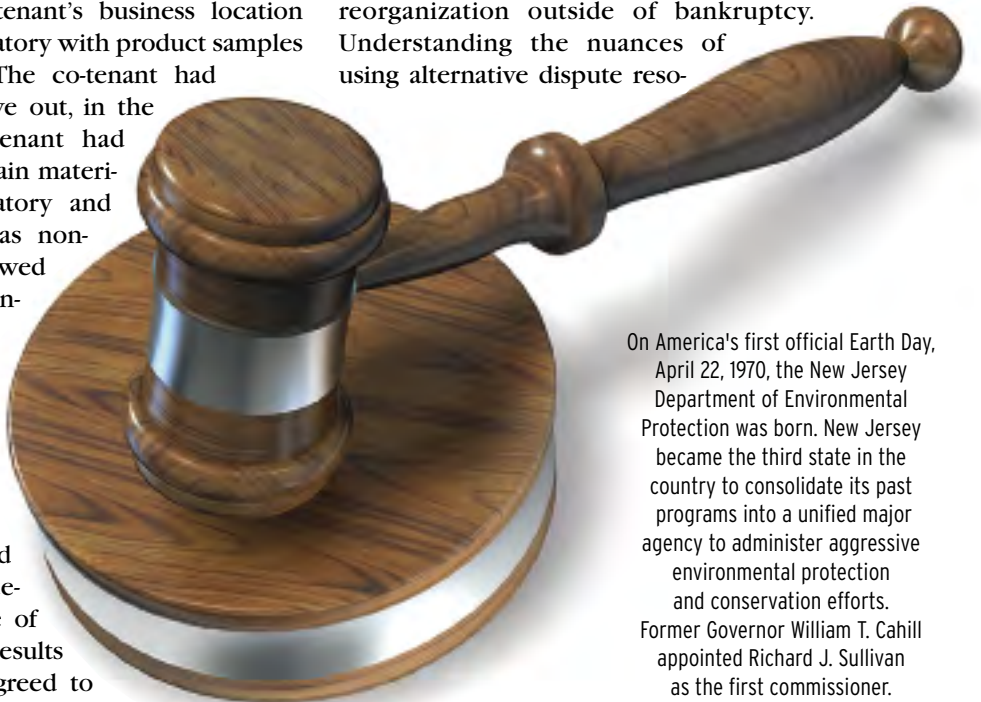 tenant's business location
atory with product samples
The co-tenant had
ve out, in the
enant had
ain materi-
atory and
as non-
wed
n-
d
e-
of
esults
greed to
reorganization outside of bankruptcy.
Understanding the nuances of
using alternative dispute reso-
On America's first official Earth Day,
April 22, 1970, the New Jersey
Department of Environmental
Protection was born. New Jersey
became the third state in the
country to consolidate its past
programs into a unified major
agency to administer aggressive
environmental protection
and conservation efforts.
Former Governor William T. Cahill
appointed Richard J. Sullivan
as the first commissioner.